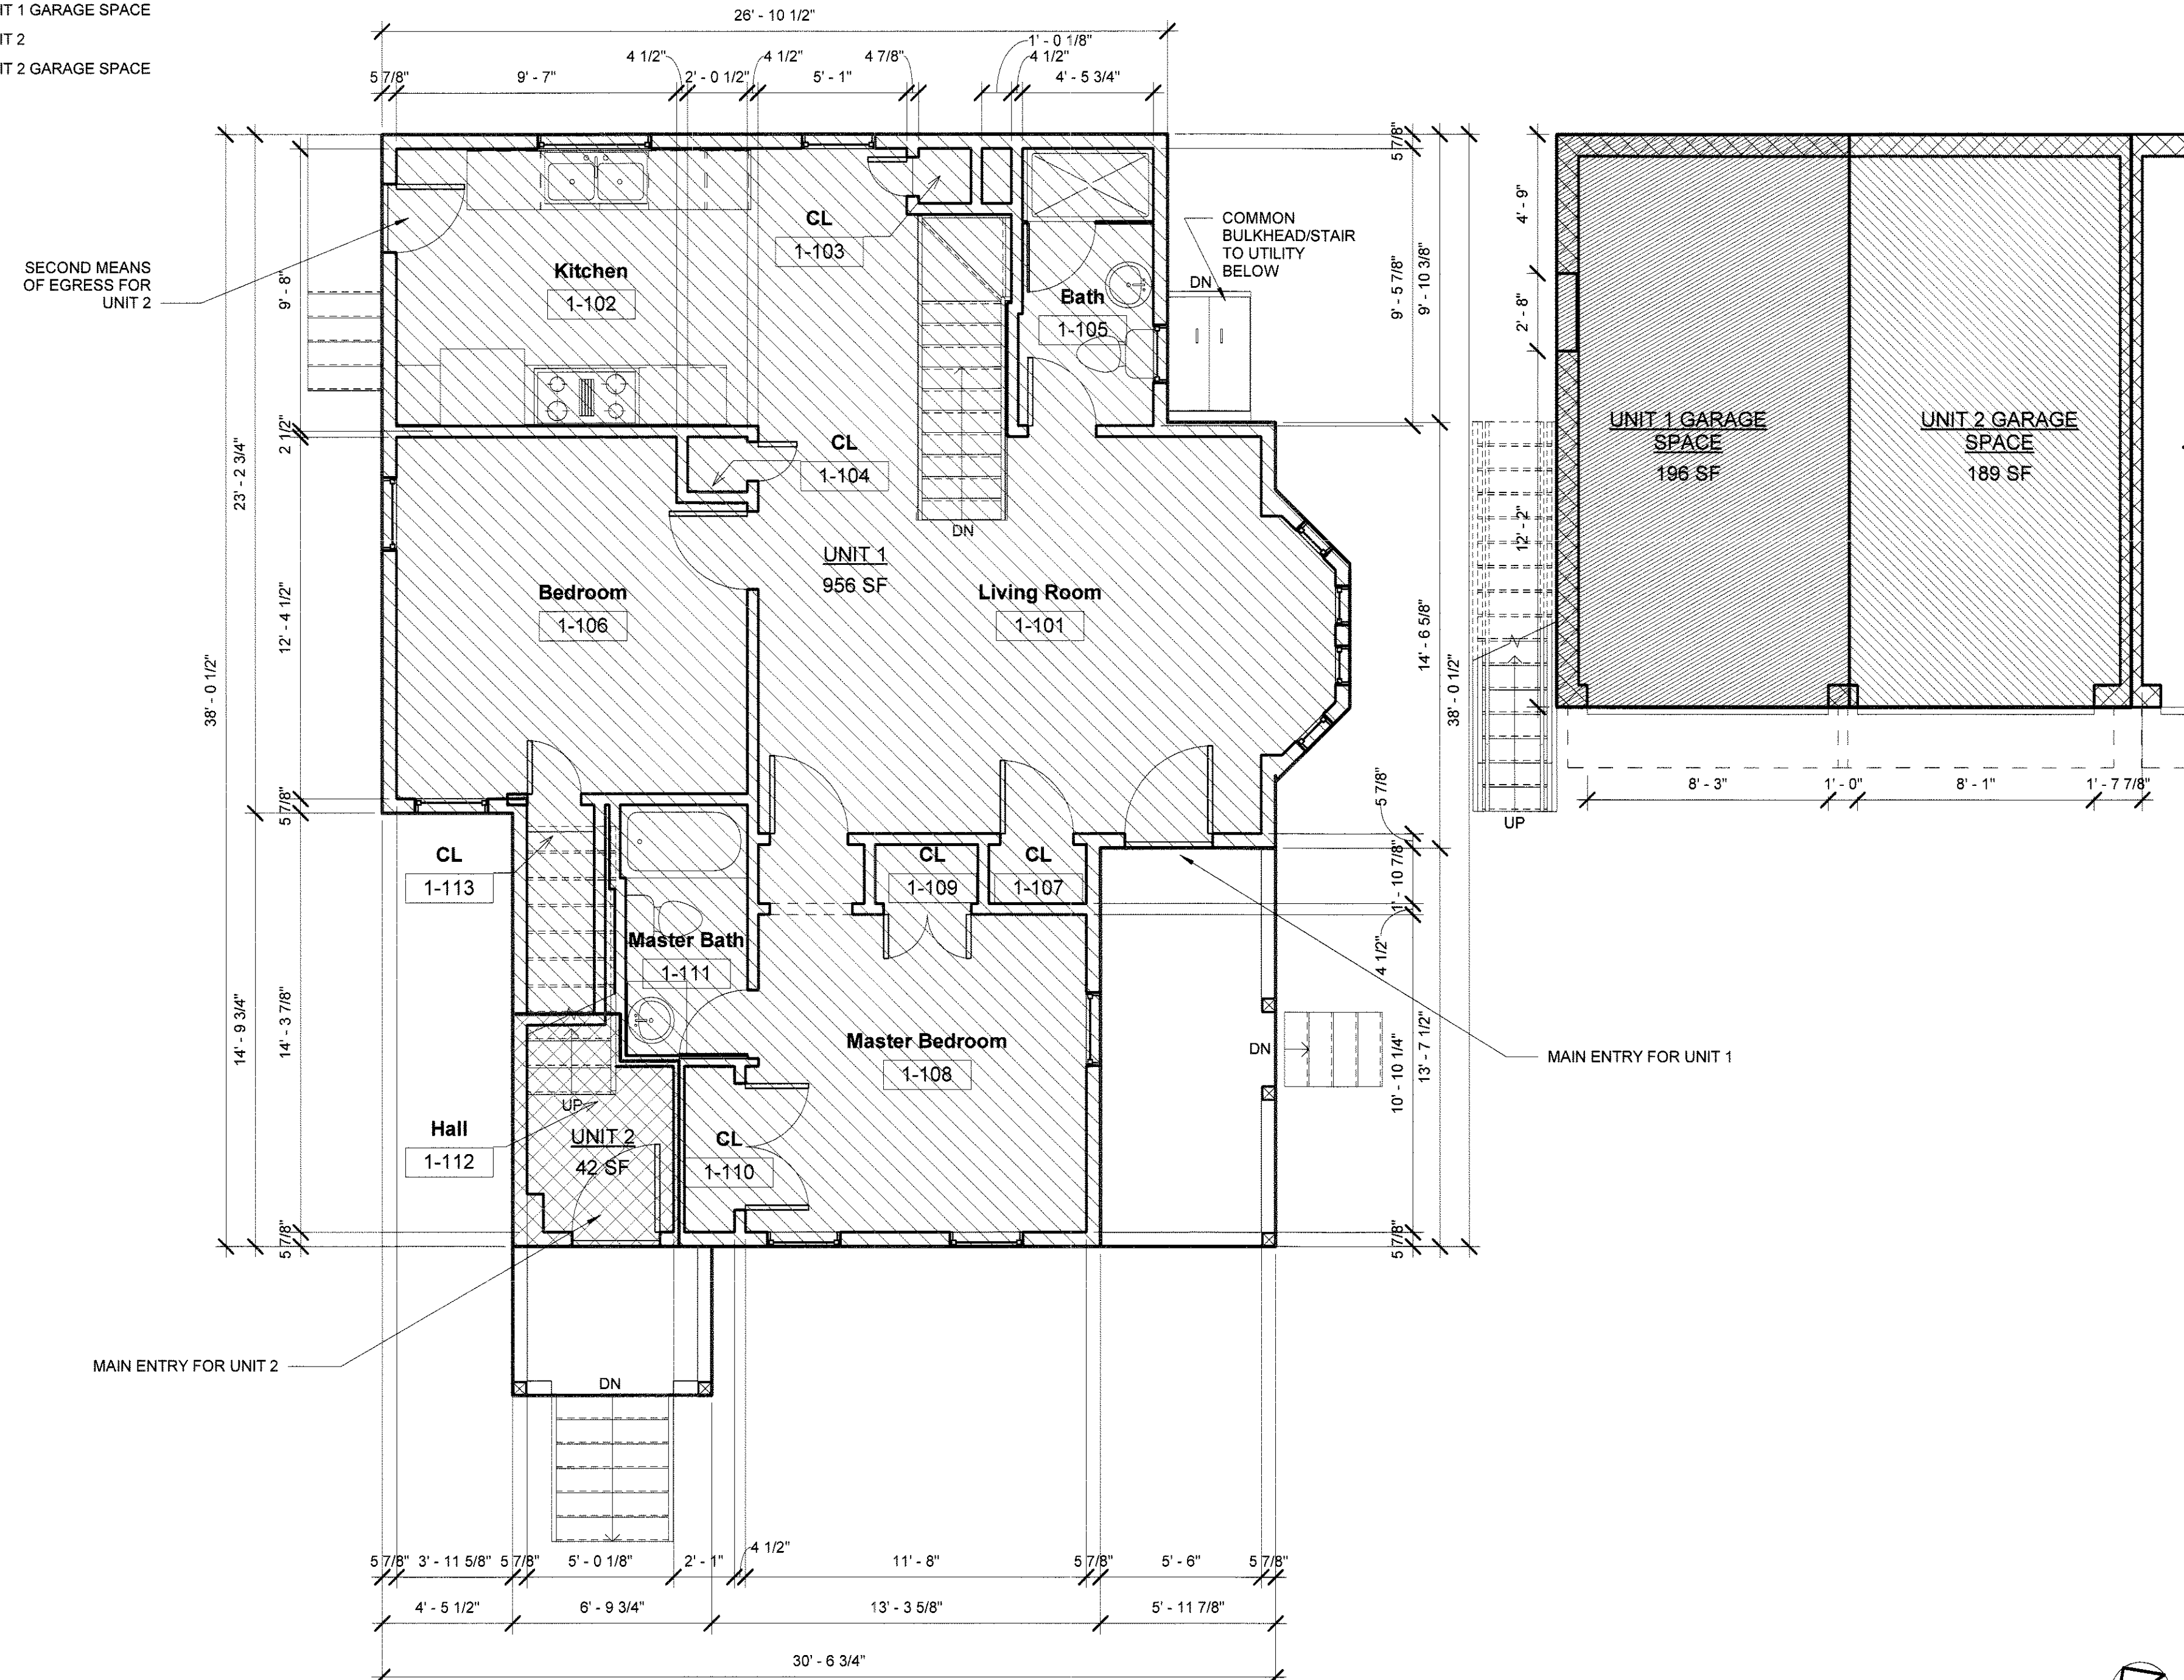 IT 1 GARAGE SPACE
IT 2
IT 2 GARAGE SPACE
26' - 10 1/2"
1' - 0 1/8"
4 1/2"
4 1/2"
4 7/8"
4 1/2"
5 7/8"
9' - 7"
2' - 0 1/2"
5' - 1"
4' - 5 3/4"
5 7/8"
CL
1-103
COMMON
BULKHEAD/STAIR
TO UTILITY
BELOW
DN
4' - 9"
SECOND MEANS
OF EGRESS FOR
UNIT 2
9' - 8"
Kitchen
1-102
Bath
1-105
9' - 5 7/8"
9' - 10 3/8"
2' - 8"
UNIT 1 GARAGE
SPACE
196 SF
UNIT 2 GARAGE
SPACE
189 SF
2 1/2"
23' - 2 3/4"
CL
1-104
DN
12' - 2"
UNIT 1
956 SF
Bedroom
1-106
Living Room
1-101
12' - 4 1/2"
38' - 0 1/2"
14' - 6 5/8"
38' - 0 1/2"
8' - 3"
1' - 0"
8' - 1"
1' - 7 7/8"
UP
5 7/8"
5 7/8"
CL
1-113
CL
1-109
CL
1-107
1' - 10 7/8"
4 1/2"
Master Bath
1-111
14' - 9 3/4"
14' - 3 7/8"
Master Bedroom
1-108
DN
10' - 10 1/4"
13' - 7 1/2"
MAIN ENTRY FOR UNIT 1
UP
Hall
1-112
UNIT 2
42 SF
CL
1-110
5 7/8"
5 7/8"
MAIN ENTRY FOR UNIT 2
DN
4 1/2"
5 7/8"
3' - 11 5/8"
5 7/8"
5' - 0 1/8"
2' - 1"
11' - 8"
5 7/8"
5' - 6"
5 7/8"
4' - 5 1/2"
6' - 9 3/4"
13' - 3 5/8"
5' - 11 7/8"
30' - 6 3/4"